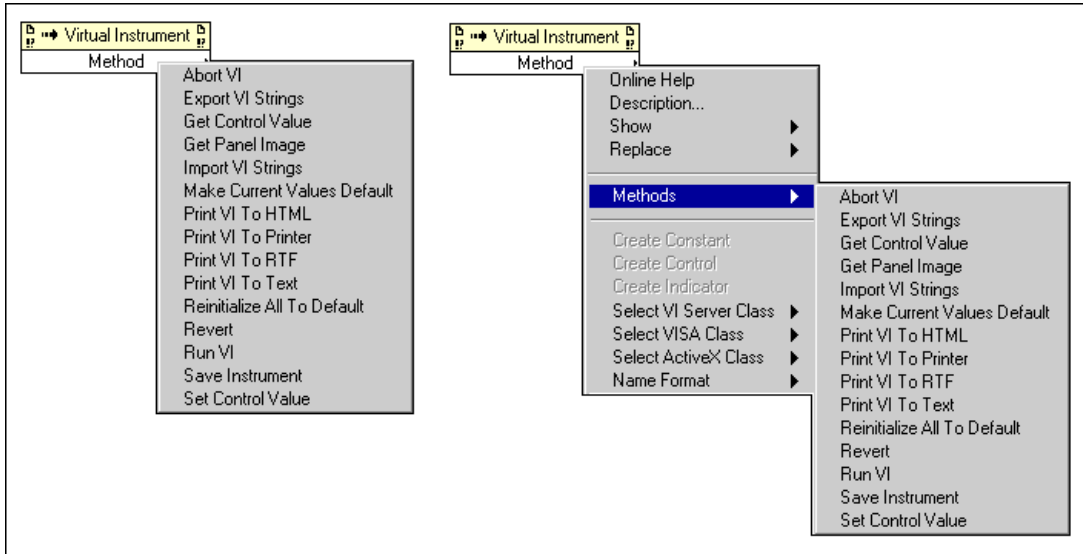 Virtual Instrument
Method
Abort VI
Export VI Strings
Get Control Value
Get Panel Image
Import VI Strings
Make Current Values Default
Print VI To HTML
Print VI To Printer
Print VI To RTF
Print VI To Text
Reinitialize All To Default
Revert
Run VI
Save Instrument
Set Control Value
Virtual Instrument
Method
Online Help
Description...
Show
Replace
Methods
Create Constant
Create Control
Create Indicator
Select VI Server Class
Select VISA Class
Select ActiveX Class
Name Format
Abort VI
Export VI Strings
Get Control Value
Get Panel Image
Import VI Strings
Make Current Values Default
Print VI To HTML
Print VI To Printer
Print VI To RTF
Print VI To Text
Reinitialize All To Default
Revert
Run VI
Save Instrument
Set Control Value